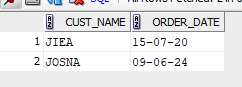 CUST_NAME ORDER_DATE
1 JIEA 15-07-20
2 JOSNA 09-06-24